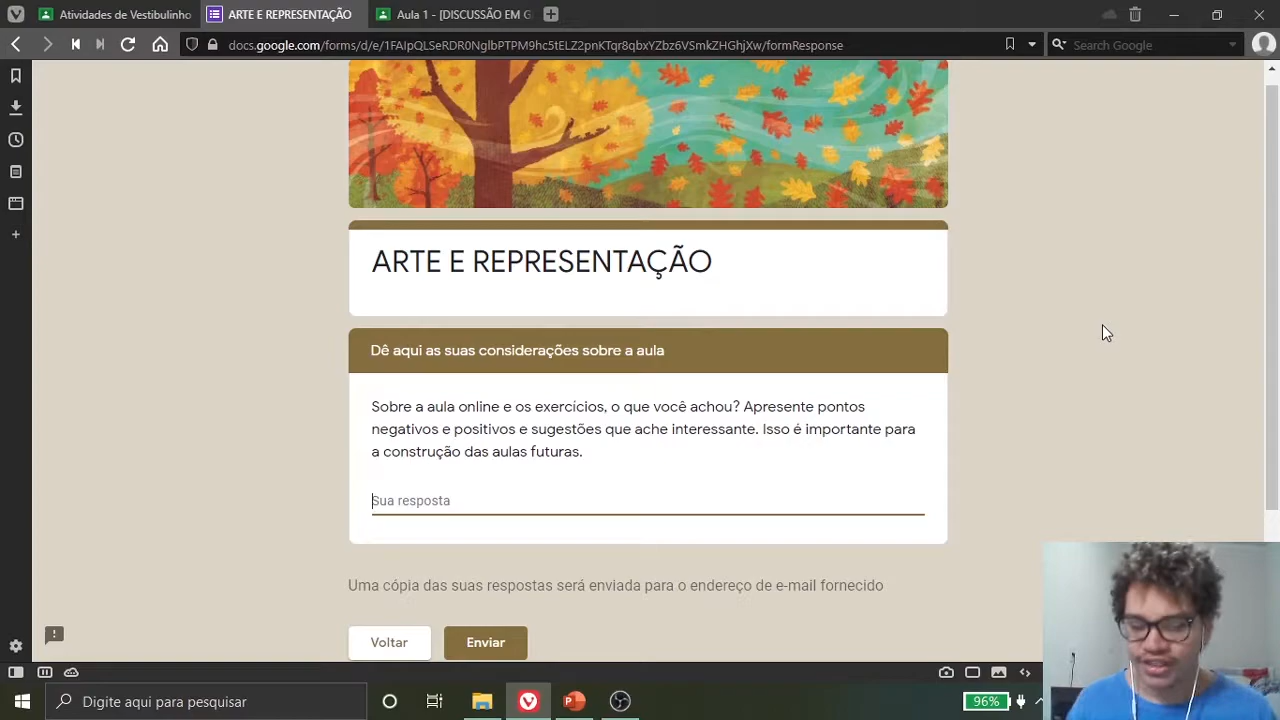 Atividades de Vestibulinho
ARTE E REPRESENTAÇÃO
Aula 1 - [DISCUSSÃO EM G
docs.google.com/forms/d/e/1FAIpQLSeRDR0NglbPTPM9hc5tELZ2pnKTqr8qbxYZbz6VSmkZHGhjXw/formResponse
Search Google
ARTE E REPRESENTAÇÃO
Dê aqui as suas considerações sobre a aula
Sobre a aula online e os exercícios, o que você achou? Apresente pontos
negativos e positivos e sugestões que ache interessante. Isso é importante para
a construção das aulas futuras.
Sua resposta
Uma cópia das suas respostas será enviada para o endereço de e-mail fornecido
Voltar
Enviar
Digite aqui para pesquisar
96%